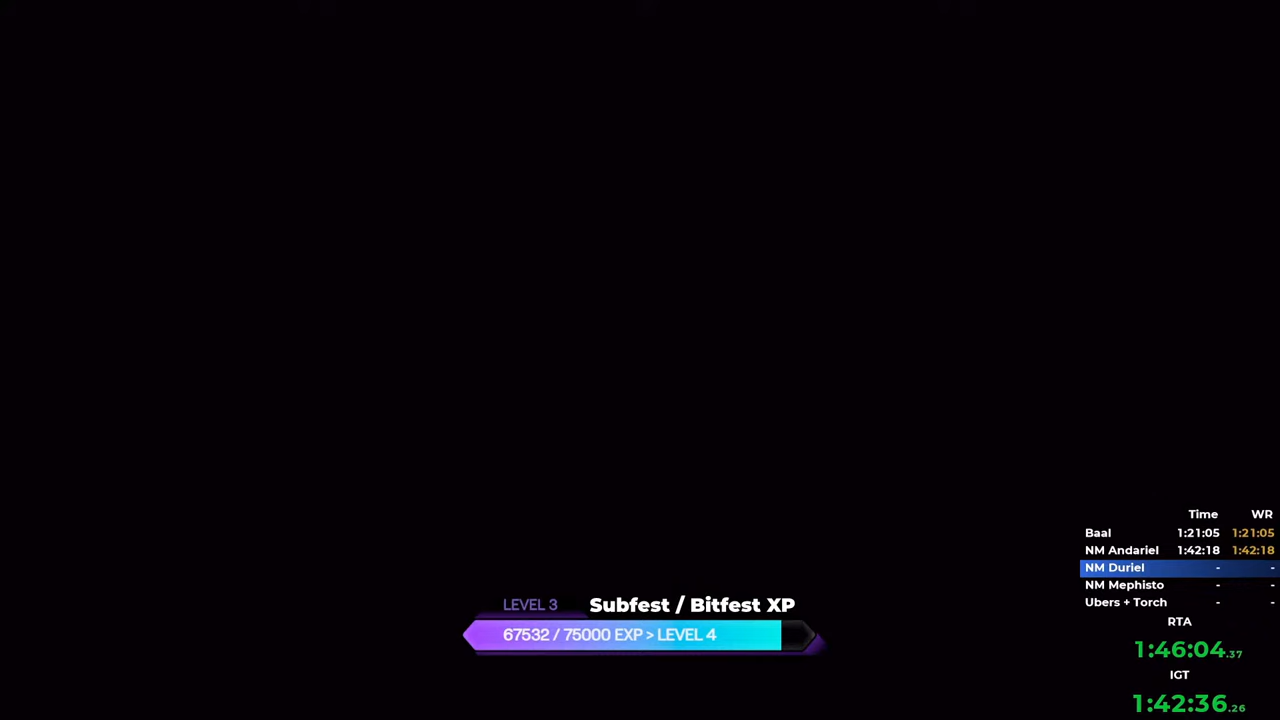 Time WR
Baal 1:21:05 1:21:05
NM Andariel 1:42:18 1:42:18
NM Duriel - -
NM Mephisto - -
Ubers + Torch - -
LEVEL 3 Subfest / Bitfest XP
67532 / 75000 EXP > LEVEL 4
RTA
1:46:04.37
IGT
1:42:36.26